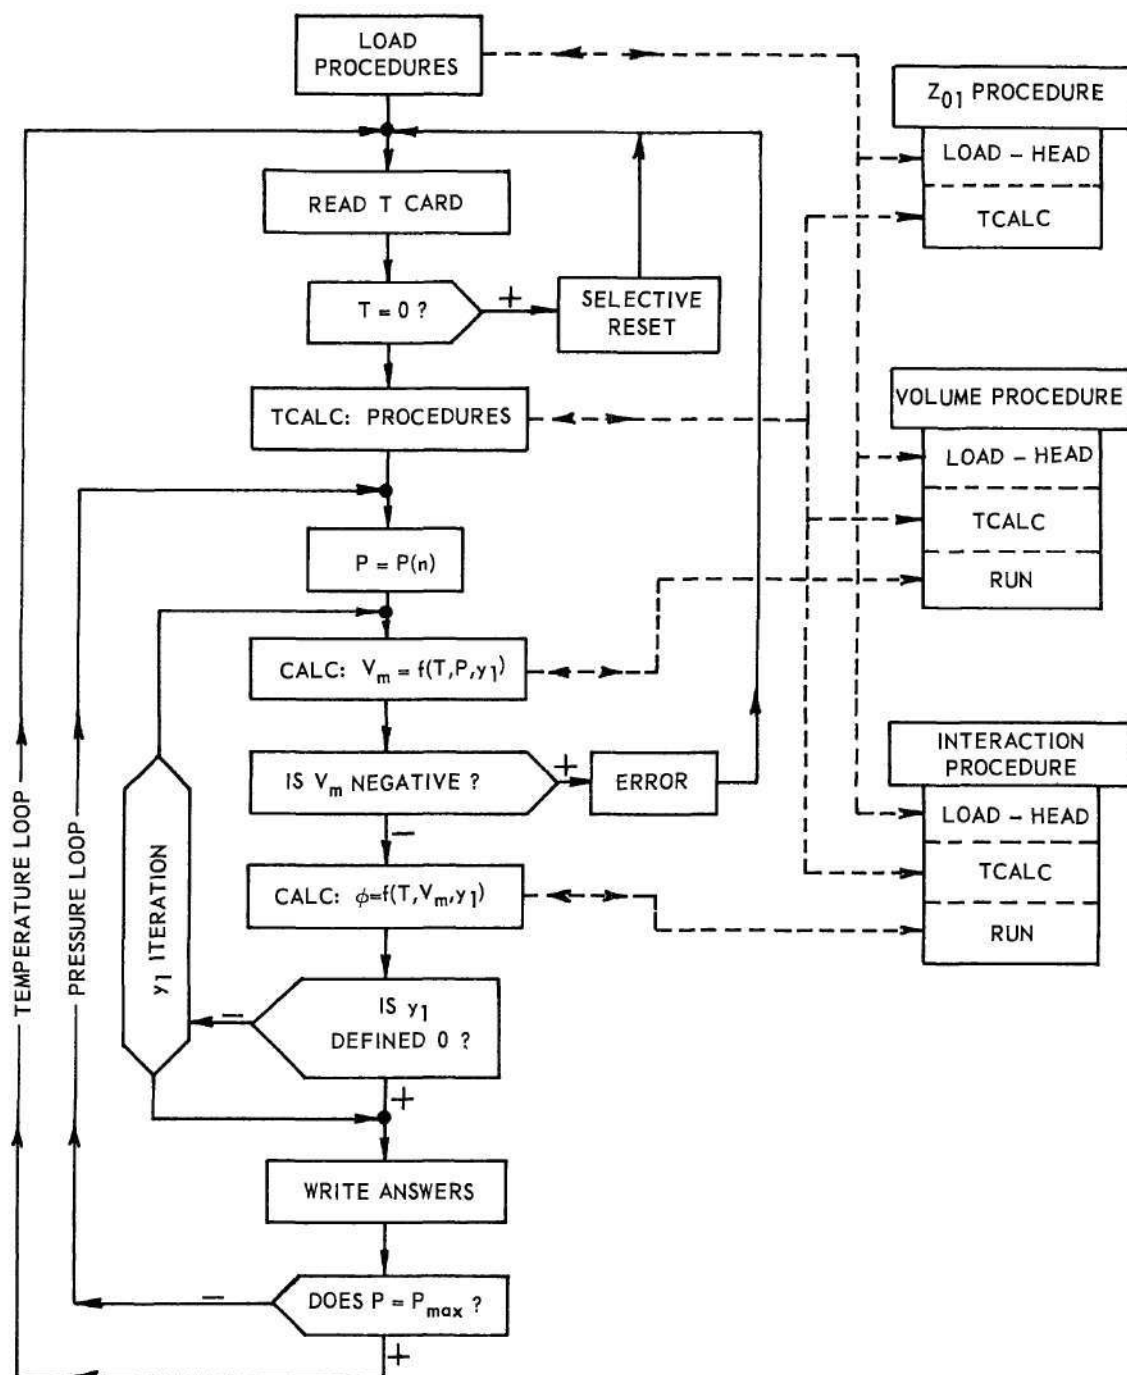 LOAD
PROCEDURES
READ T CARD
T = 0 ?
+
SELECTIVE
RESET
TCALC: PROCEDURES
P = P(n)
CALC: Vₘ = f(T,P,y₁)
IS Vₘ NEGATIVE ?
+
ERROR
−
CALC: ϕ=f(T,Vₘ,y₁)
IS y₁
DEFINED 0 ?
−
+
WRITE ANSWERS
DOES P = Pₘₐₓ ?
−
+
TEMPERATURE LOOP
PRESSURE LOOP
y₁ ITERATION
Z₀₁ PROCEDURE
LOAD – HEAD
TCALC
VOLUME PROCEDURE
LOAD – HEAD
TCALC
RUN
INTERACTION
PROCEDURE
LOAD – HEAD
TCALC
RUN